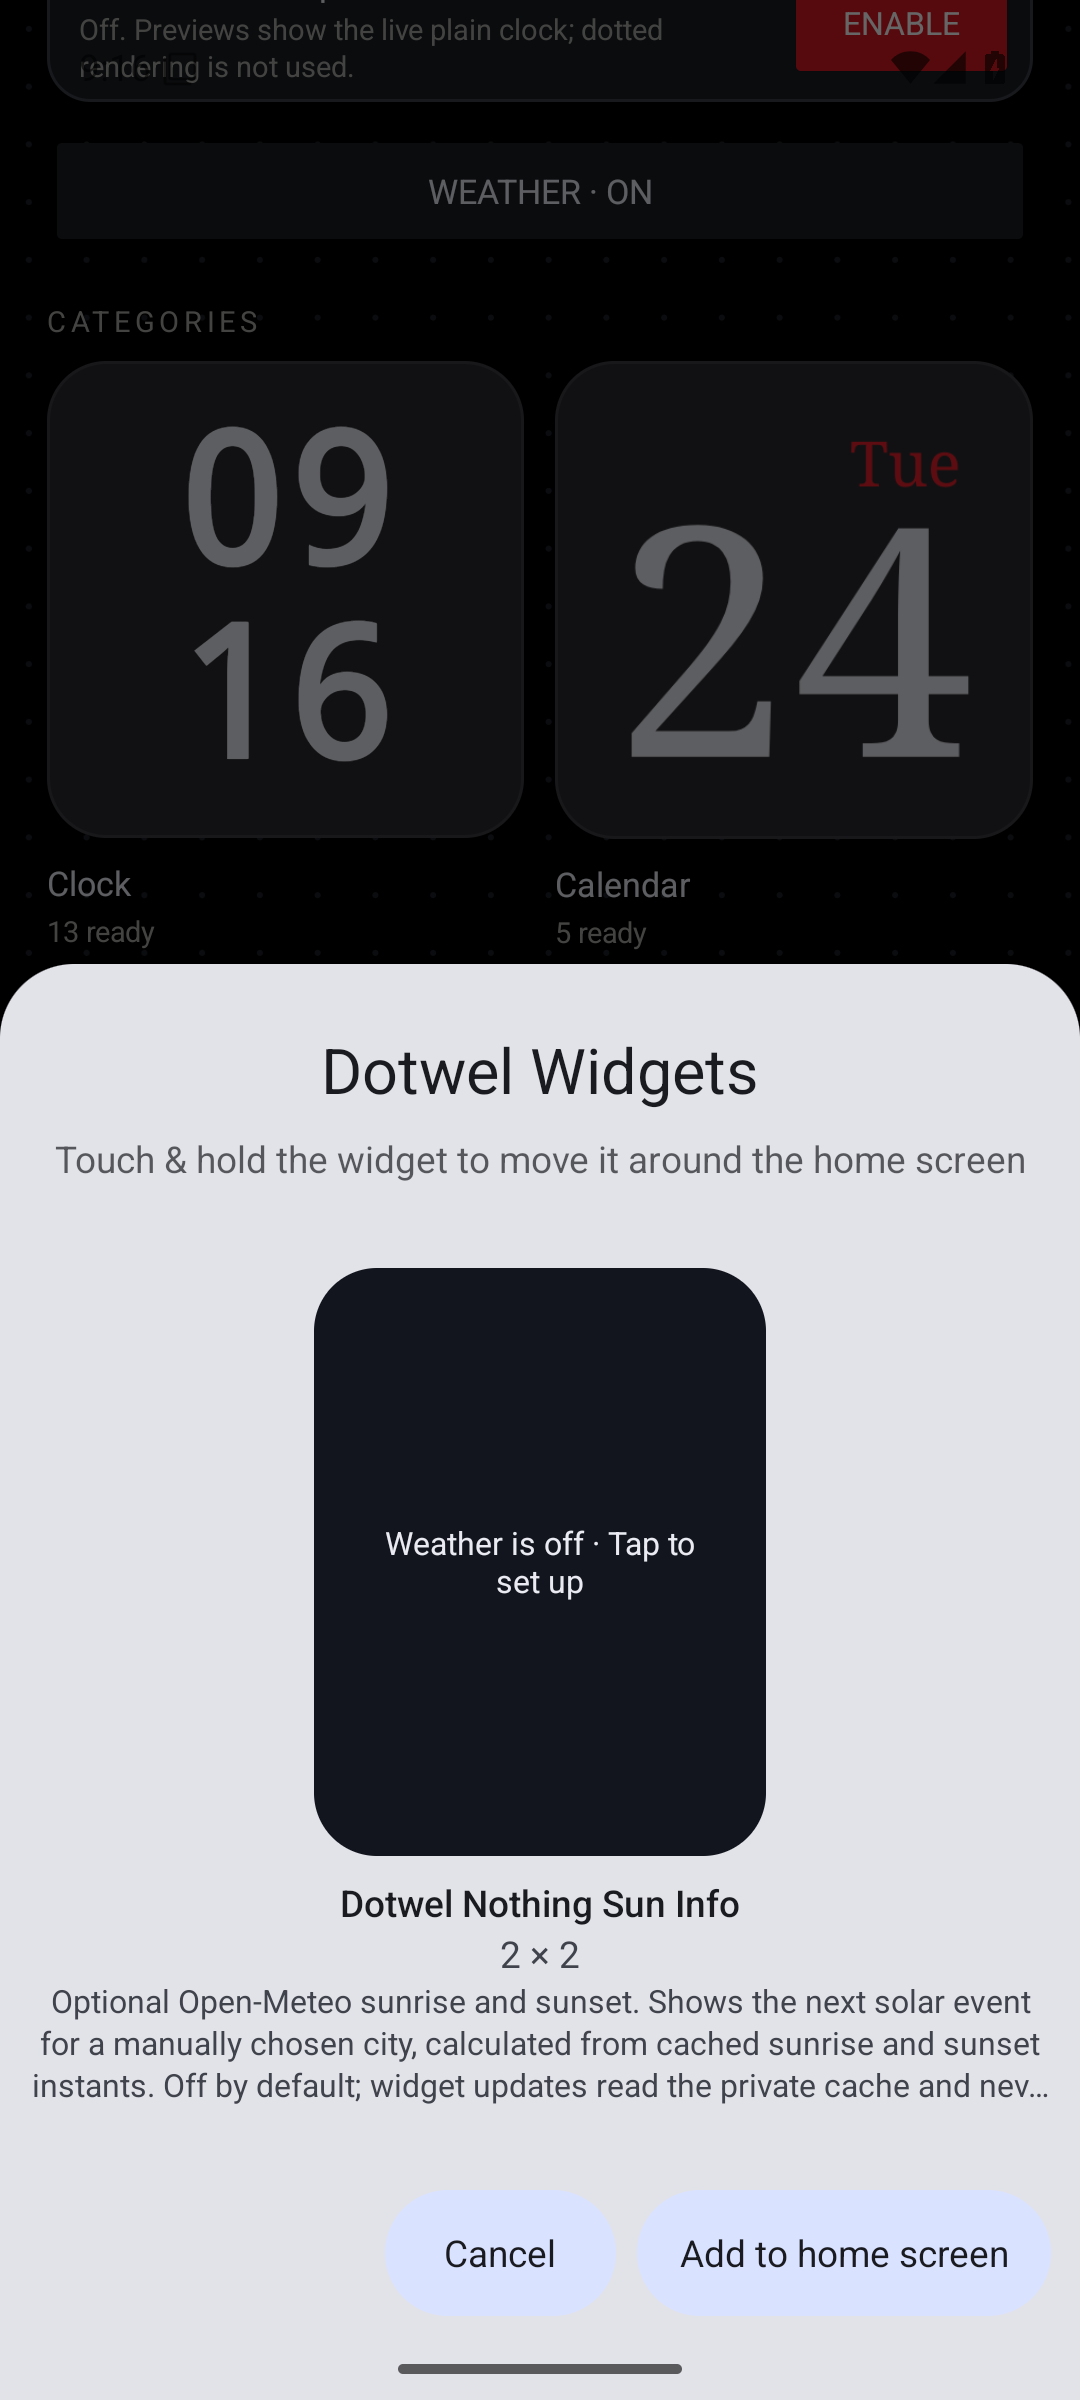 Off. Previews show the live plain clock; dotted
rendering is not used.
ENABLE
WEATHER · ON
CATEGORIES
09
16
Tue
24
Clock
13 ready
Calendar
5 ready
Dotwel Widgets
Touch & hold the widget to move it around the home screen
Weather is off · Tap to
set up
Dotwel Nothing Sun Info
2 × 2
Optional Open-Meteo sunrise and sunset. Shows the next solar event
for a manually chosen city, calculated from cached sunrise and sunset
instants. Off by default; widget updates read the private cache and nev…
Cancel
Add to home screen